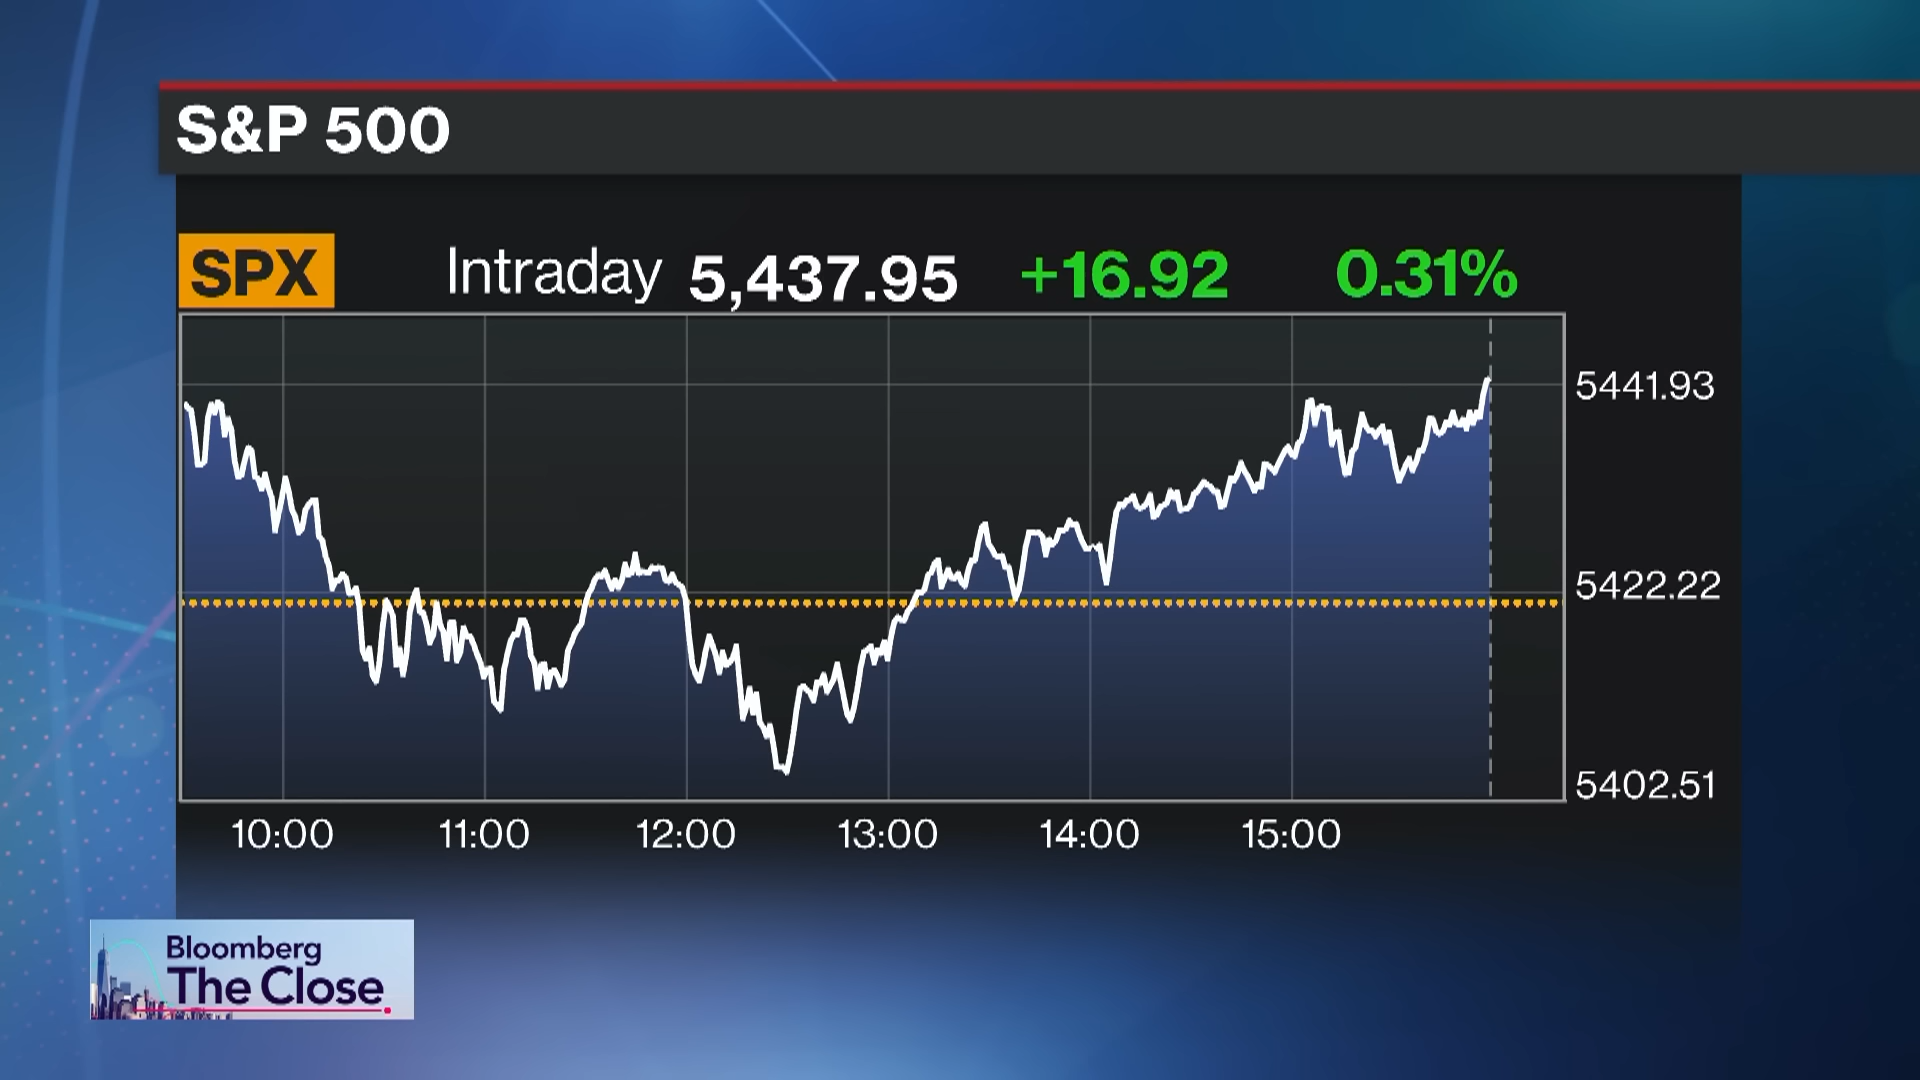 S&P 500
SPX Intraday 5,437.95 +16.92 0.31%
5441.93
5422.22
5402.51
10:00 11:00 12:00 13:00 14:00 15:00
Bloomberg
The Close